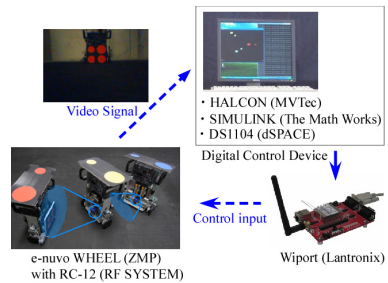 Video Signal
・HALCON (MVTec)
・SIMULINK (The Math Works)
・DS1104 (dSPACE)
Digital Control Device
Control input
Wiport (Lantronix)
e-nuvo WHEEL (ZMP)
with RC-12 (RF SYSTEM)